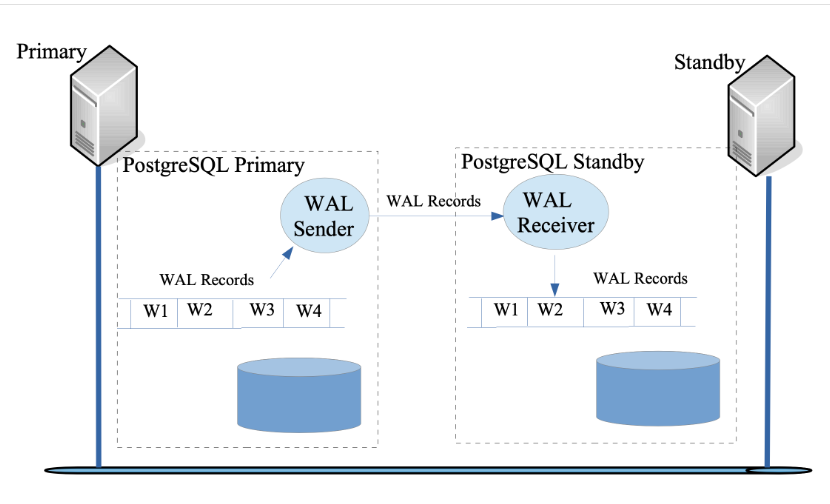 Primary
Standby
PostgreSQL Primary
PostgreSQL Standby
WAL
Sender
WAL Records
WAL
Receiver
WAL Records
WAL Records
W1 W2 W3 W4
W1 W2 W3 W4